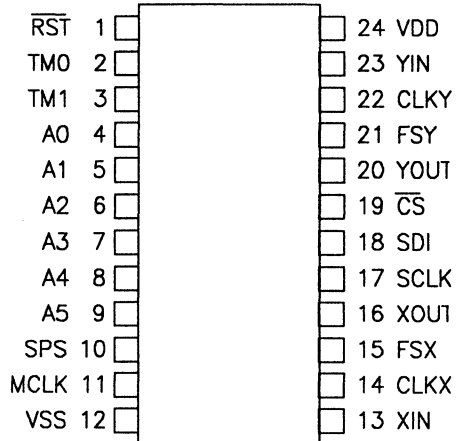 R̅S̅T̅ 1 24 VDD
TM0 2 23 YIN
TM1 3 22 CLKY
A0 4 21 FSY
A1 5 20 YOUT
A2 6 19 C̅S̅
A3 7 18 SDI
A4 8 17 SCLK
A5 9 16 XOUT
SPS 10 15 FSX
MCLK 11 14 CLKX
VSS 12 13 XIN